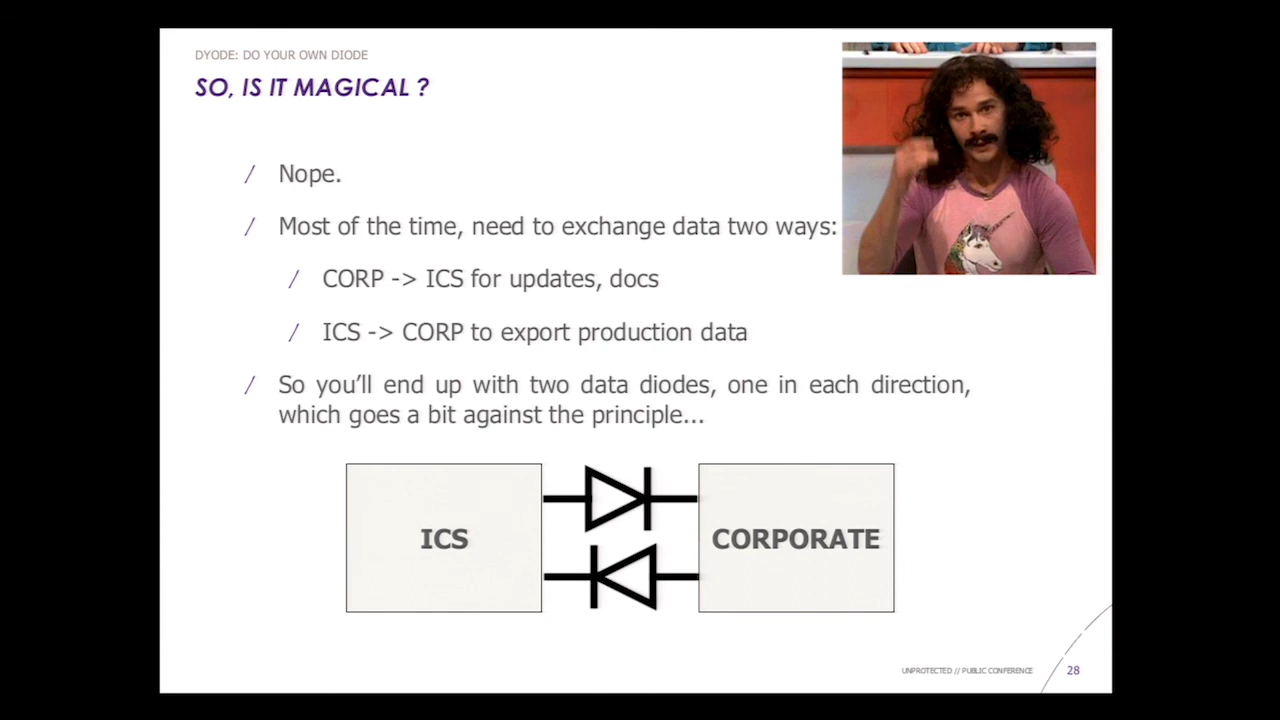 DYODE: DO YOUR OWN DIODE
SO, IS IT MAGICAL ?
/ Nope.
/ Most of the time, need to exchange data two ways:
/ CORP -> ICS for updates, docs
/ ICS -> CORP to export production data
/ So you’ll end up with two data diodes, one in each direction,
which goes a bit against the principle...
ICS
CORPORATE
UNPROTECTED // PUBLIC CONFERENCE
28